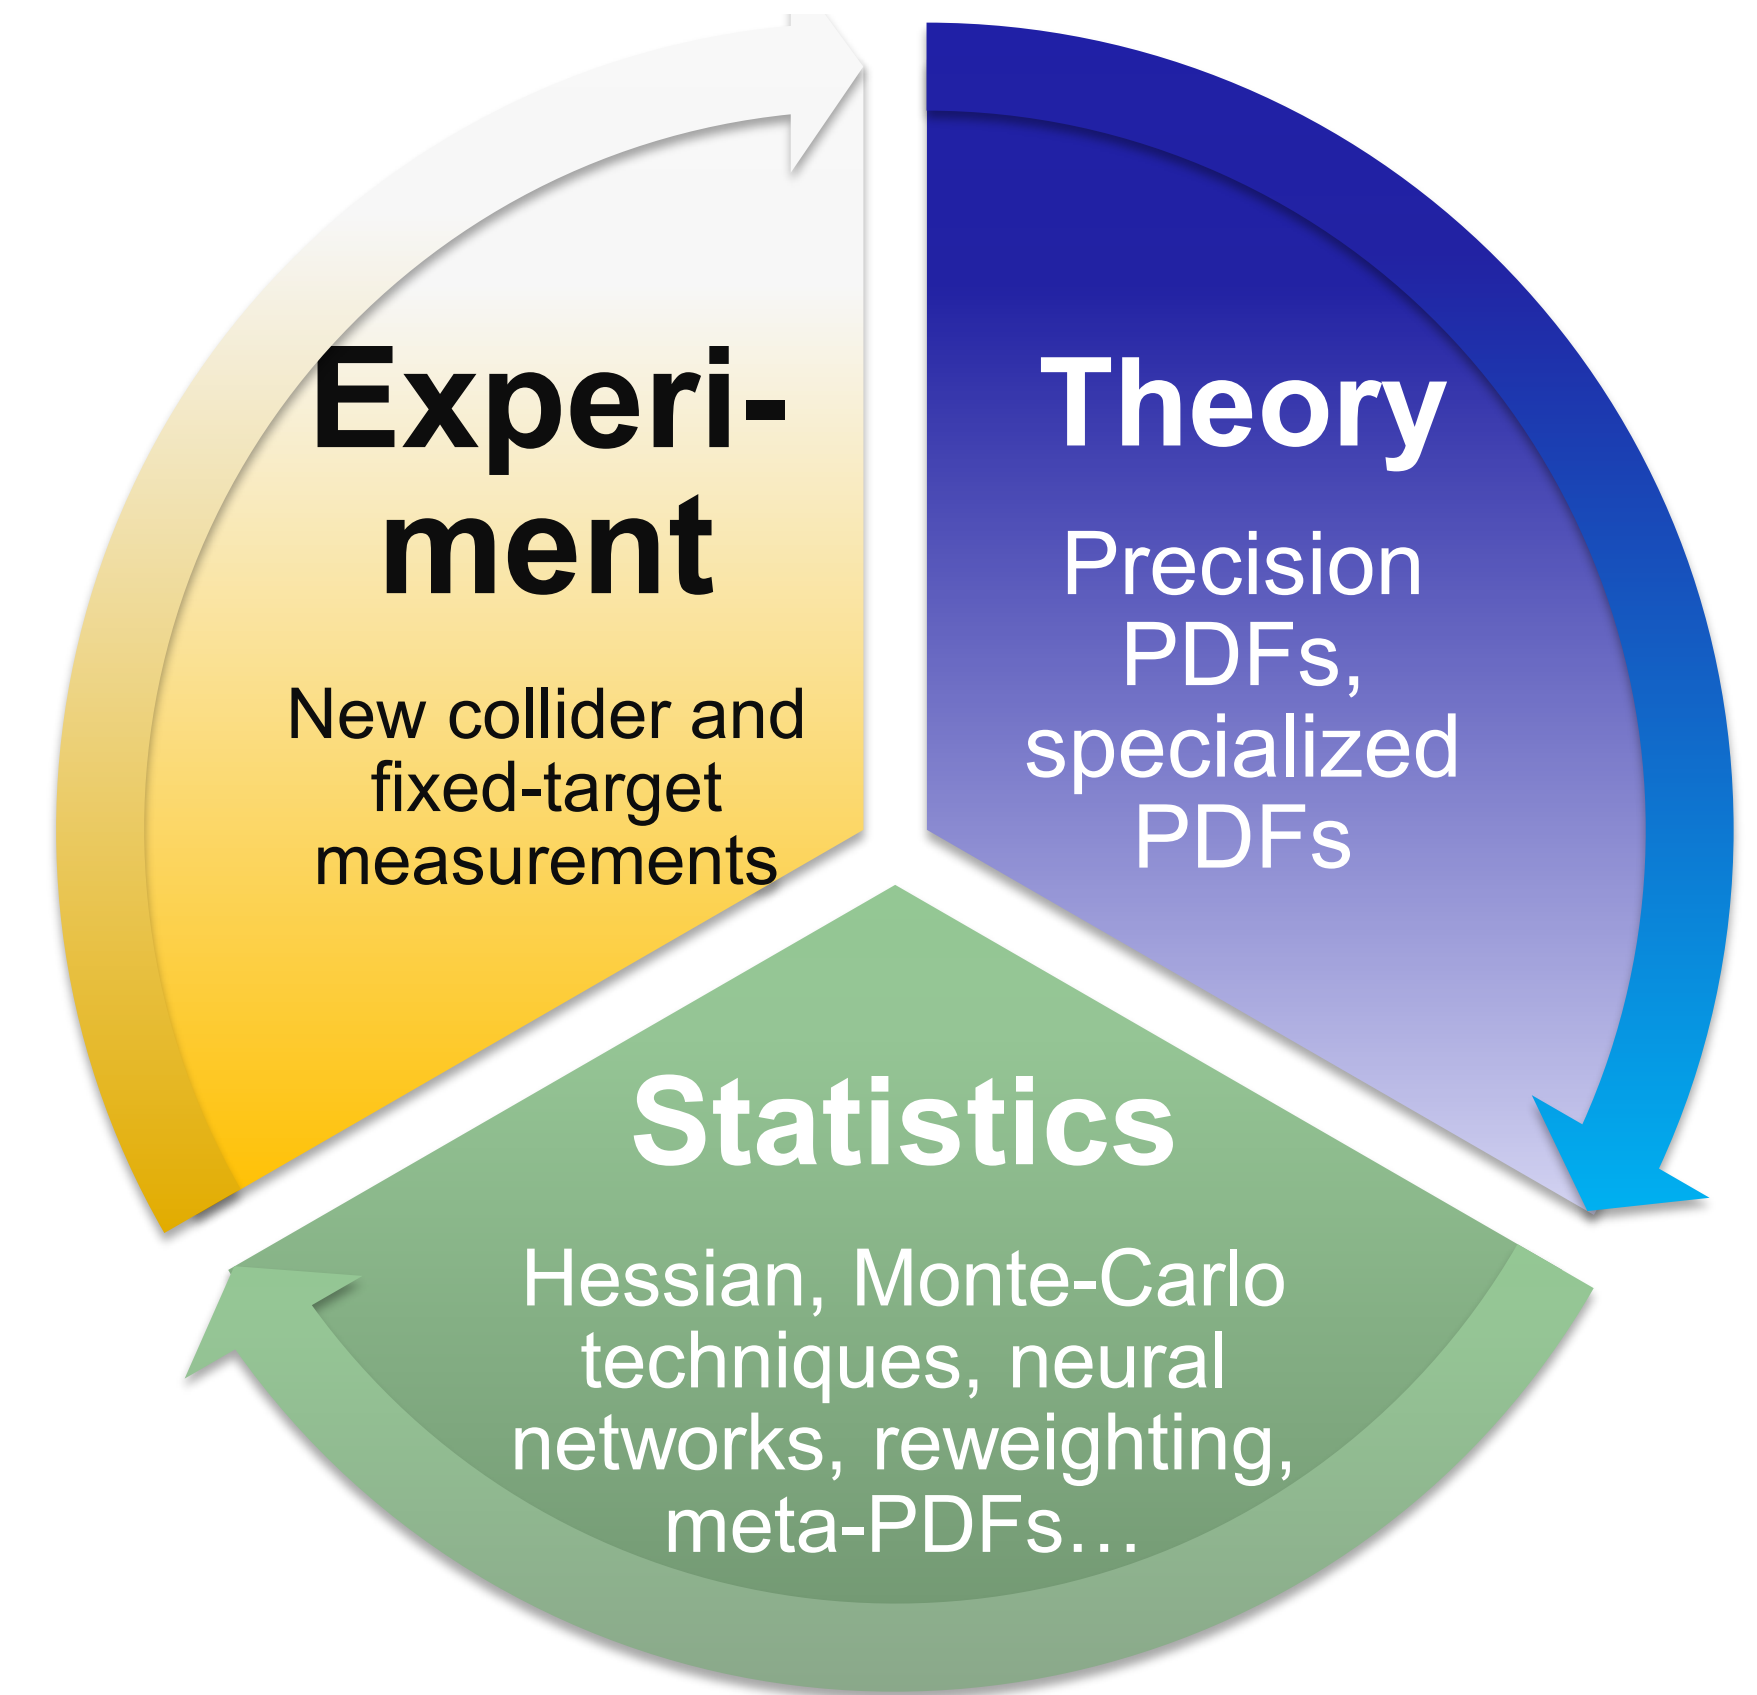 Experi-
ment
New collider and
fixed-target
measurements
Theory
Precision
PDFs,
specialized
PDFs
Statistics
Hessian, Monte-Carlo
techniques, neural
networks, reweighting,
meta-PDFs…